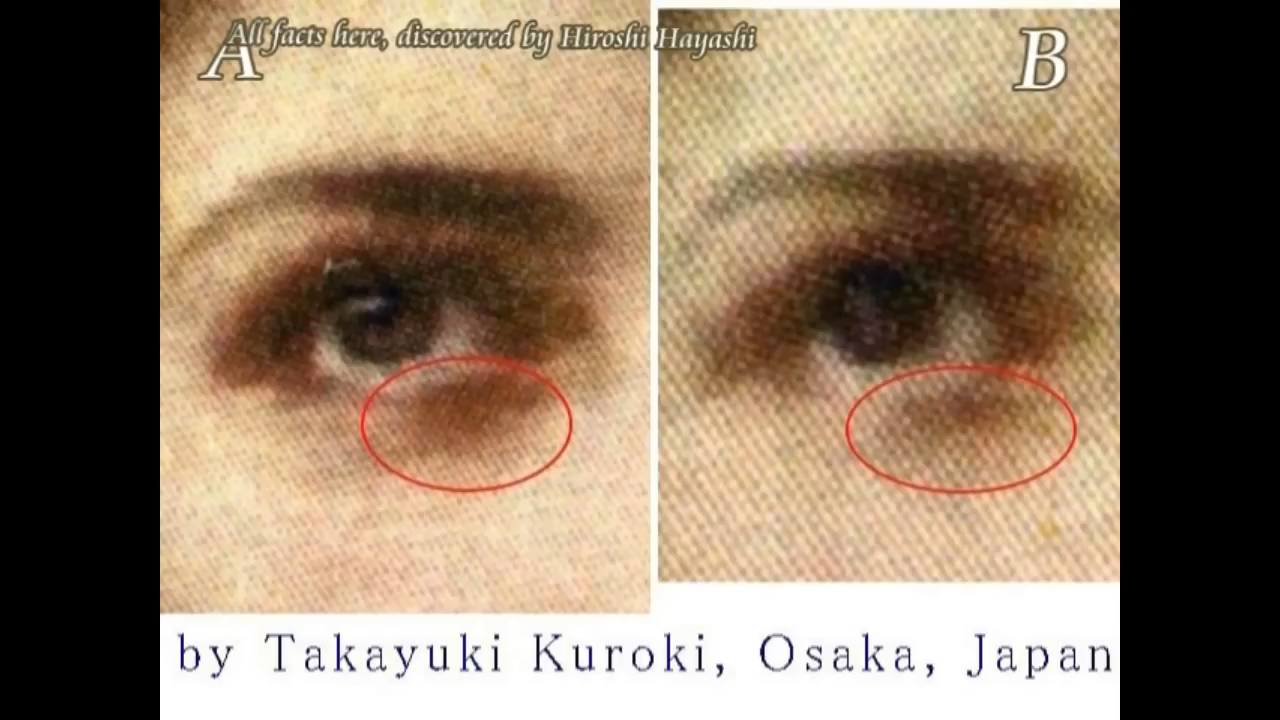 All facts here, discovered by Hiroshi Hayashi
A
B
by Takayuki Kuroki, Osaka, Japan